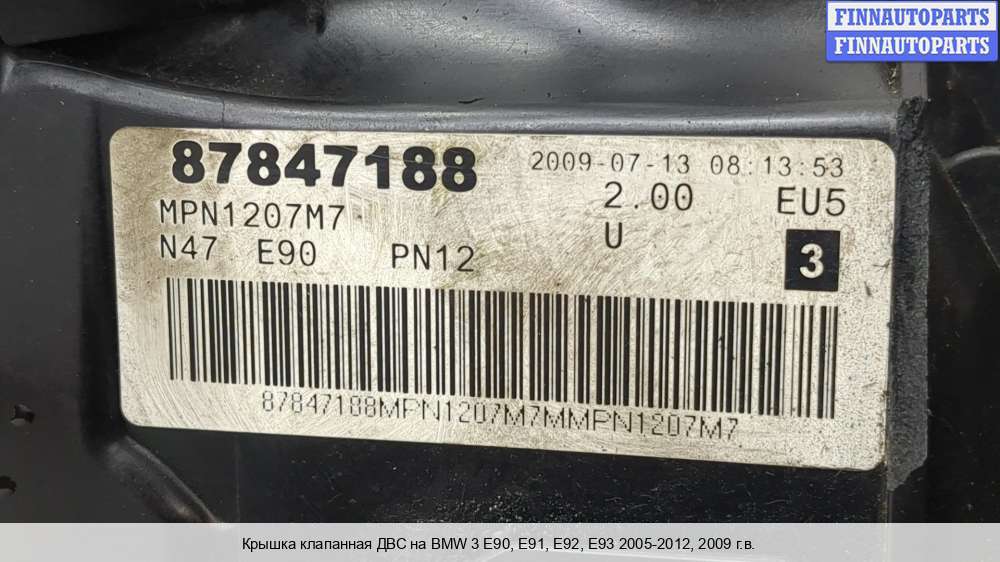 FINNAUTOPARTS
FINNAUTOPARTS
87847188 2009-07-13 08:13:53
MPN1207M7 2.00 EU5
N47 E90 PN12 U 3
87847188MPN1207M7MMPN1207M7
Крышка клапанная ДВС на BMW 3 E90, E91, E92, E93 2005-2012, 2009 г.в.